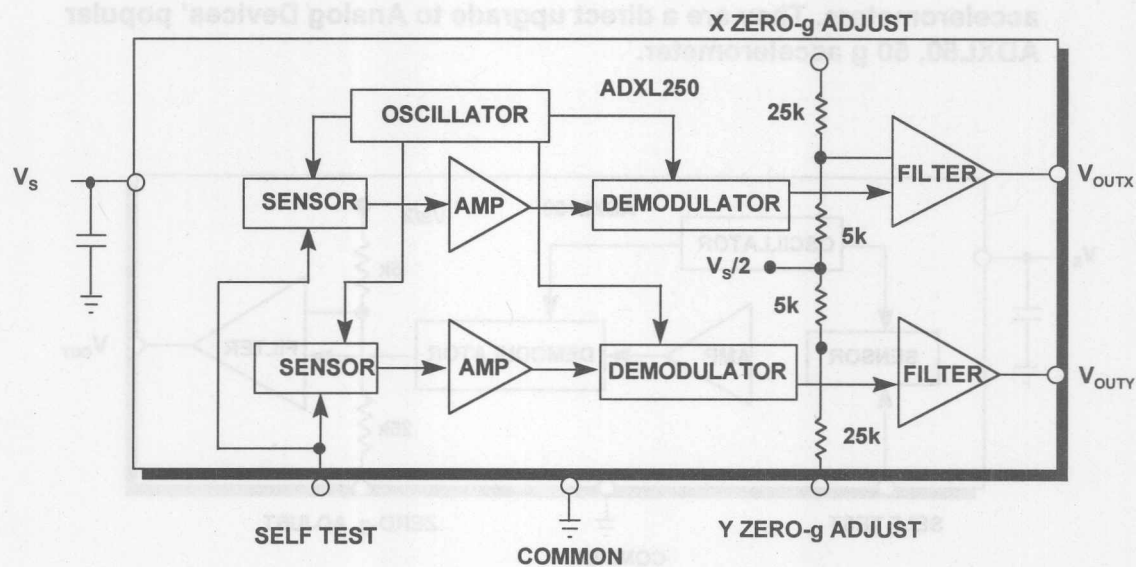 X ZERO-g ADJUST
ADXL250
OSCILLATOR
25k
V_S
SENSOR
AMP
DEMODULATOR
FILTER
V_OUTX
5k
V_S/2
5k
SENSOR
AMP
DEMODULATOR
FILTER
V_OUTY
25k
SELF TEST
COMMON
Y ZERO-g ADJUST
accelerometers. They are a direct upgrade to Analog Devices' popular
ADXL50, 50 g accelerometer.